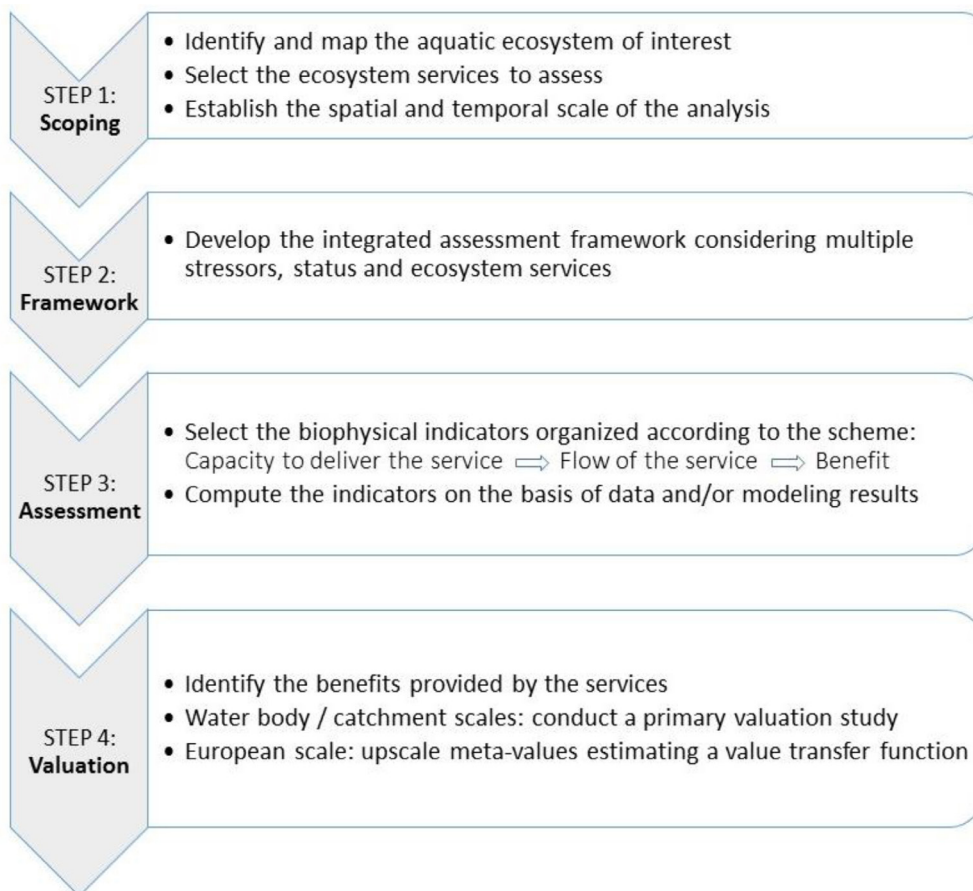 STEP 1:
Scoping
• Identify and map the aquatic ecosystem of interest
• Select the ecosystem services to assess
• Establish the spatial and temporal scale of the analysis
STEP 2:
Framework
• Develop the integrated assessment framework considering multiple
stressors, status and ecosystem services
STEP 3:
Assessment
• Select the biophysical indicators organized according to the scheme:
Capacity to deliver the service ⇨ Flow of the service ⇨ Benefit
• Compute the indicators on the basis of data and/or modeling results
STEP 4:
Valuation
• Identify the benefits provided by the services
• Water body / catchment scales: conduct a primary valuation study
• European scale: upscale meta-values estimating a value transfer function